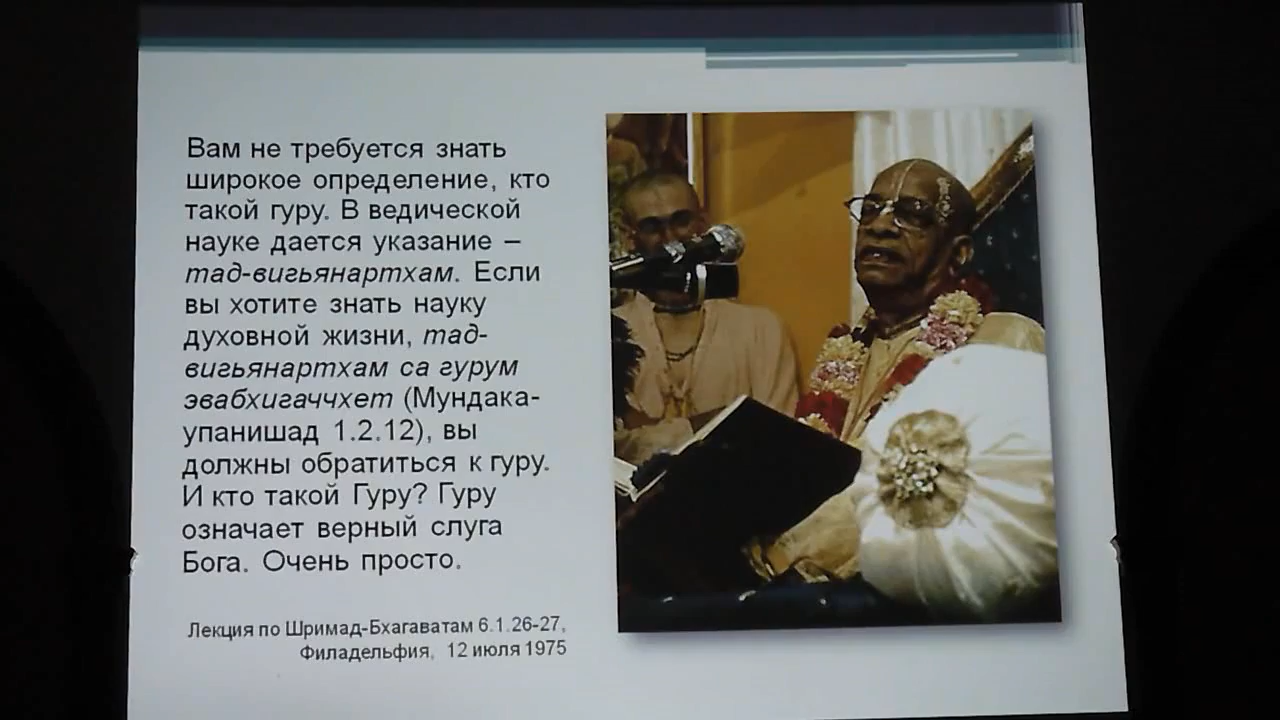 Вам не требуется знать
широкое определение, кто
такой гуру. В ведической
науке дается указание –
тад-вигьянартхам. Если
вы хотите знать науку
духовной жизни, тад-
вигьянартхам са гурум
эвабхигаччхет (Мундака-
упанишад 1.2.12), вы
должны обратиться к гуру.
И кто такой Гуру? Гуру
означает верный слуга
Бога. Очень просто.
Лекция по Шримад-Бхагаватам 6.1.26-27,
Филадельфия, 12 июля 1975